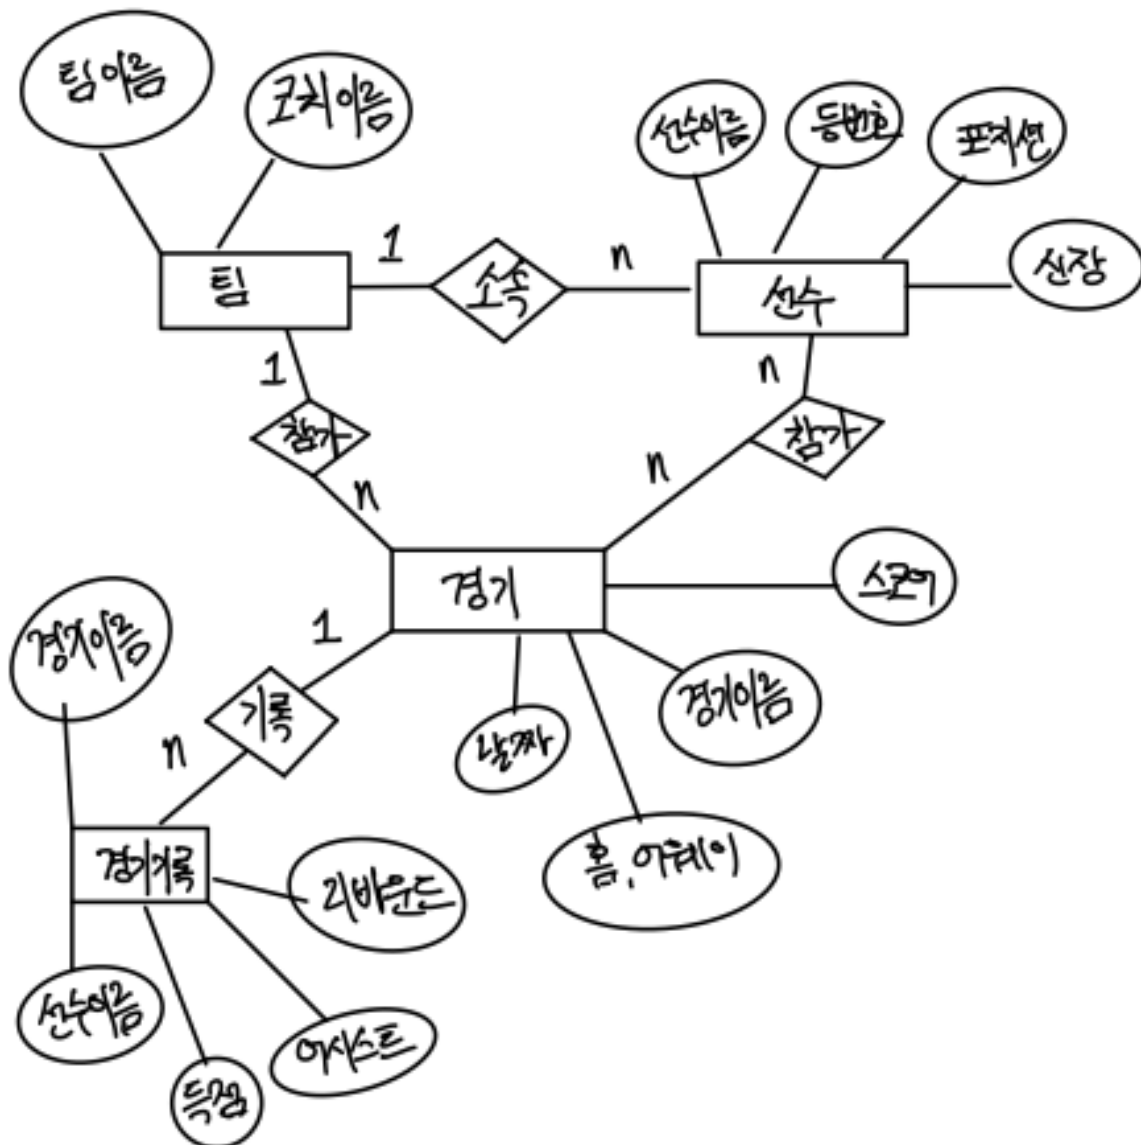 팀이름
코치이름
선수이름
등번호
포지션
신장
팀
1
소속
n
선수
1
참가
n
n
참가
n
경기
스코어
경기이름
날짜
홈, 어웨이
1
기록
n
경기이름
경기기록
리바운드
어시스트
득점
선수이름